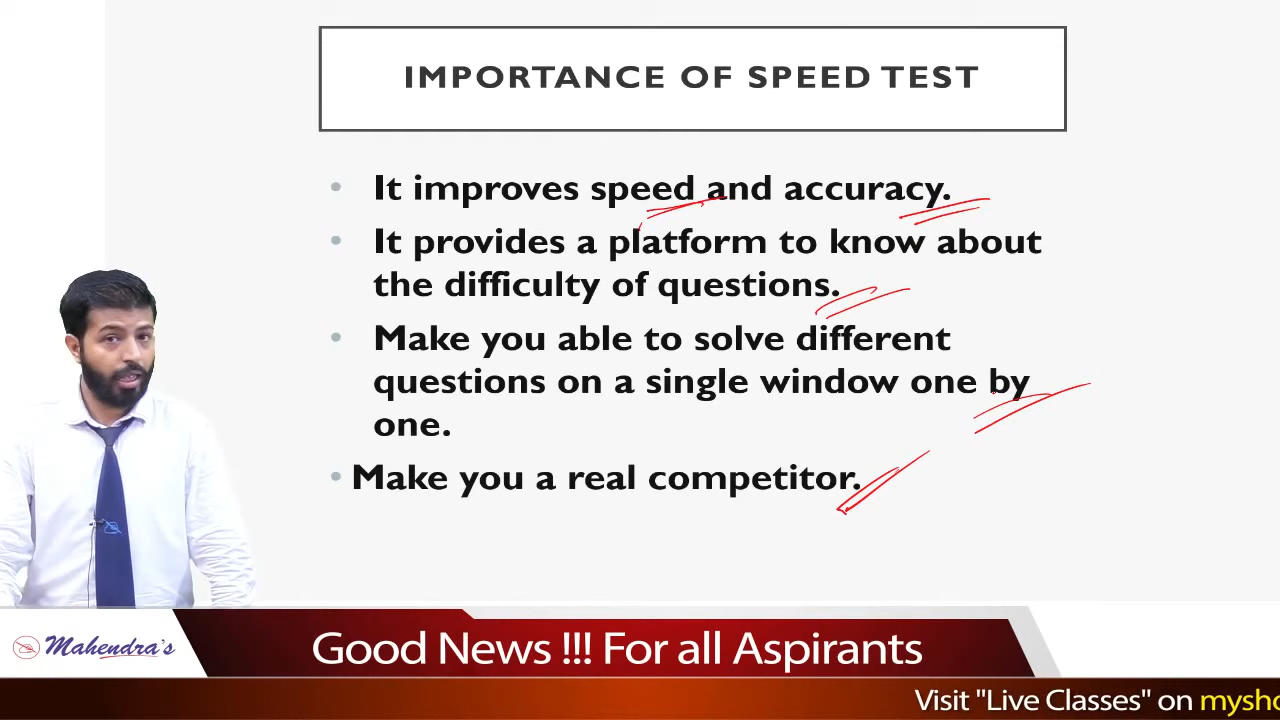 IMPORTANCE OF SPEED TEST
• It improves speed and accuracy.
• It provides a platform to know about
the difficulty of questions.
• Make you able to solve different
questions on a single window one by
one.
• Make you a real competitor.
Mahendra's
Good News !!! For all Aspirants
Visit "Live Classes" on mysho